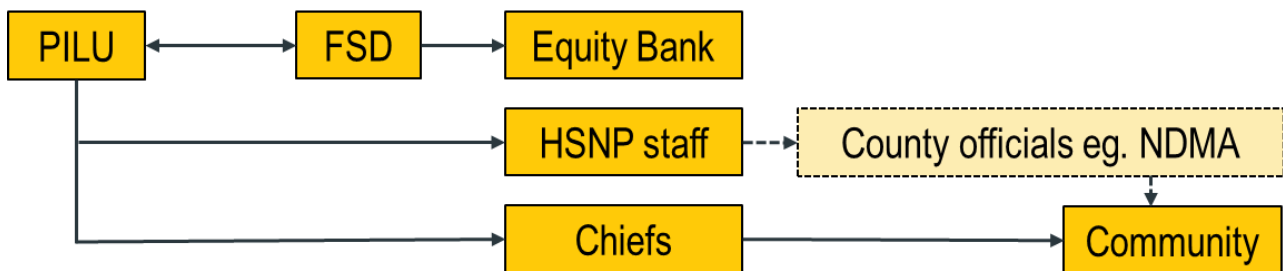 PILU
FSD
Equity Bank
HSNP staff
County officials eg. NDMA
Chiefs
Community